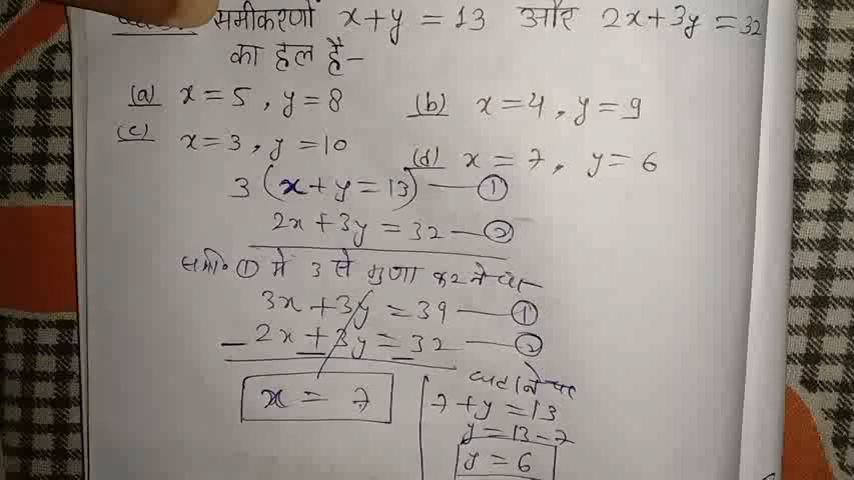 समीकरणों x+y = 13 और 2x+3y = 32
का हल है-
(a) x = 5, y = 8
(b) x = 4, y = 9
(c) x = 3, y = 10
(d) x = 7, y = 6
3 (x + y = 13) — ①
2x + 3y = 32 — ②
समी० ① में 3 से गुणा करने पर
3x + 3y = 39 — ①
- 2x + 3y = 32 — ②
x = 7
घटाने पर
7 + y = 13
y = 13 - 7
y = 6